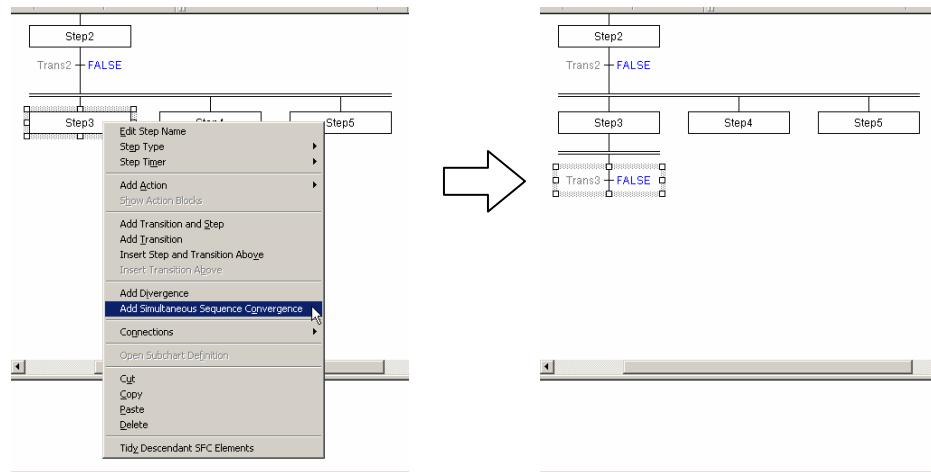 Step2
Trans2 FALSE
Step3
Step5
Edit Step Name
Step Type
Step Timer
Add Action
Show Action Blocks
Add Transition and Step
Add Transition
Insert Step and Transition Above
Insert Transition Above
Add Divergence
Add Simultaneous Sequence Convergence
Connections
Open Subchart Definition
Cut
Copy
Paste
Delete
Tidy Descendant SFC Elements
Step2
Trans2 FALSE
Step3 Step4 Step5
Trans3 FALSE